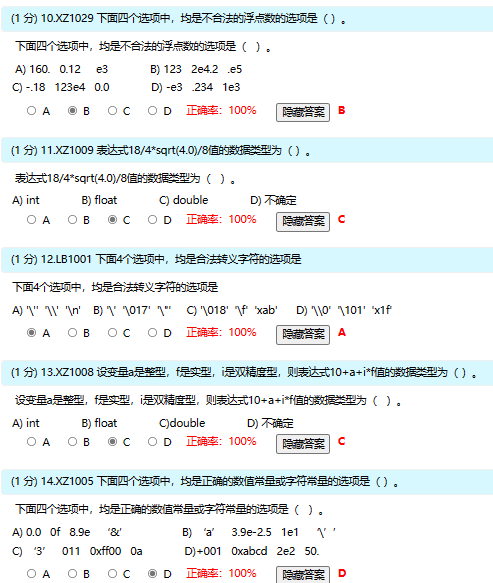 (1 分) 10.XZ1029 下面四个选项中，均是不合法的浮点数的选项是（ ）。
下面四个选项中，均是不合法的浮点数的选项是（ ）。
A) 160. 0.12 e3 B) 123 2e4.2 .e5
C) -.18 123e4 0.0 D) -e3 .234 1e3
A B C D 正确率：100% 隐藏答案 B
(1 分) 11.XZ1009 表达式18/4*sqrt(4.0)/8值的数据类型为（ ）。
表达式18/4*sqrt(4.0)/8值的数据类型为（ ）。
A) int B) float C) double D) 不确定
A B C D 正确率：100% 隐藏答案 C
(1 分) 12.LB1001 下面4个选项中，均是合法转义字符的选项是
下面4个选项中，均是合法转义字符的选项是
A) '\'' '\\' '\n' B) '\' '\017' '\"' C) '\018' '\f' 'xab' D) '\\0' '\101' 'x1f'
A B C D 正确率：100% 隐藏答案 A
(1 分) 13.XZ1008 设变量a是整型，f是实型，i是双精度型，则表达式10+a+i*f值的数据类型为（ ）。
设变量a是整型，f是实型，i是双精度型，则表达式10+a+i*f值的数据类型为（ ）。
A) int B) float C)double D) 不确定
A B C D 正确率：100% 隐藏答案 C
(1 分) 14.XZ1005 下面四个选项中，均是正确的数值常量或字符常量的选项是（ ）。
下面四个选项中，均是正确的数值常量或字符常量的选项是（ ）。
A) 0.0 0f 8.9e ‘&’ B) ‘a’ 3.9e-2.5 1e1 ‘\’ ’
C) ‘3’ 011 0xff00 0a D)+001 0xabcd 2e2 50.
A B C D 正确率：100% 隐藏答案 D